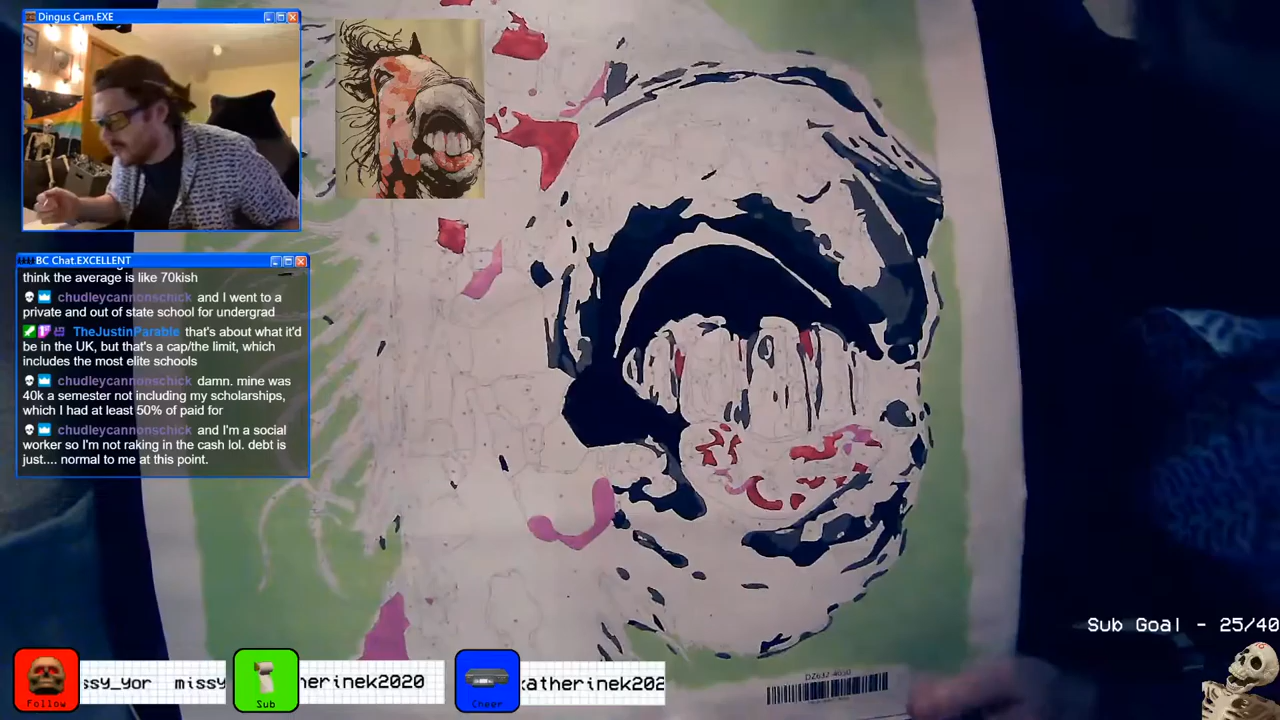 Dingus Cam.EXE
BC Chat.EXCELLENT
think the average is like 70kish
chudleycannonschick and I went to a
private and out of state school for undergrad
TheJustinParable that's about what it'd
be in the UK, but that's a cap/the limit, which
includes the most elite schools
chudleycannonschick damn. mine was
40k a semester not including my scholarships,
which I had at least 50% of paid for
chudleycannonschick and I'm a social
worker so I'm not raking in the cash lol. debt is
just.... normal to me at this point.
Sub Goal - 25/40
DZ632-4050
Follow
ssy_yor missy
Sub
herinek2020
Cheer
katherinek202